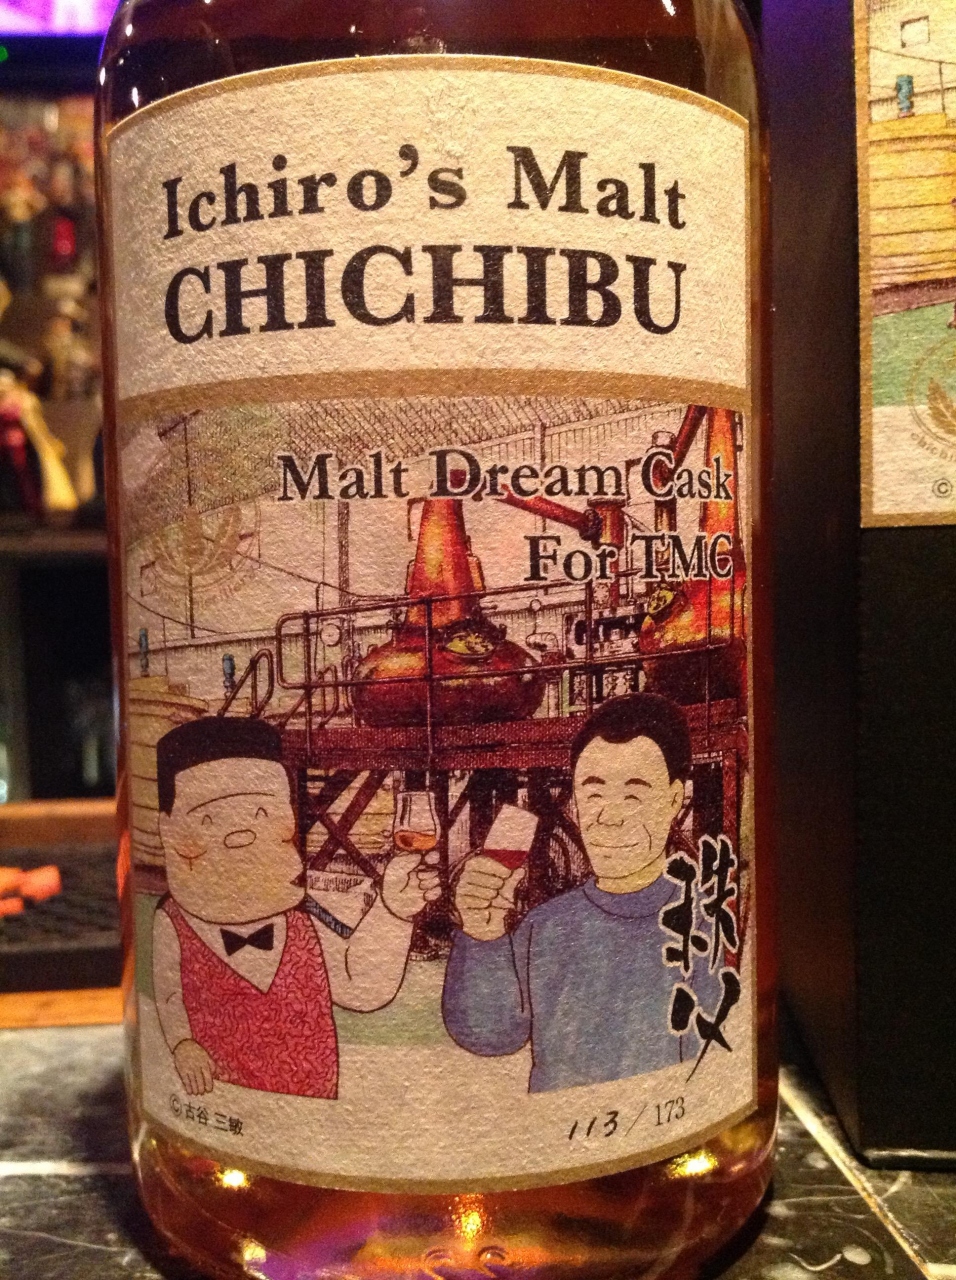 Ichiro's Malt
CHICHIBU
Malt Dream Cask
For TMC
秩父
©古谷 三敏
113/173
©